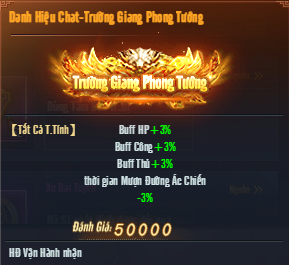 Danh Hiệu Chat-Trường Giang Phong Tướng
Trường Giang Phong Tướng
【Tất Cả T.Tính】 Buff HP+3%
Buff Công+3%
Buff Thủ+3%
thời gian Mượn Đường Ác Chiến
-3%
Đánh Giá: 50000
HĐ Vận Hành nhận